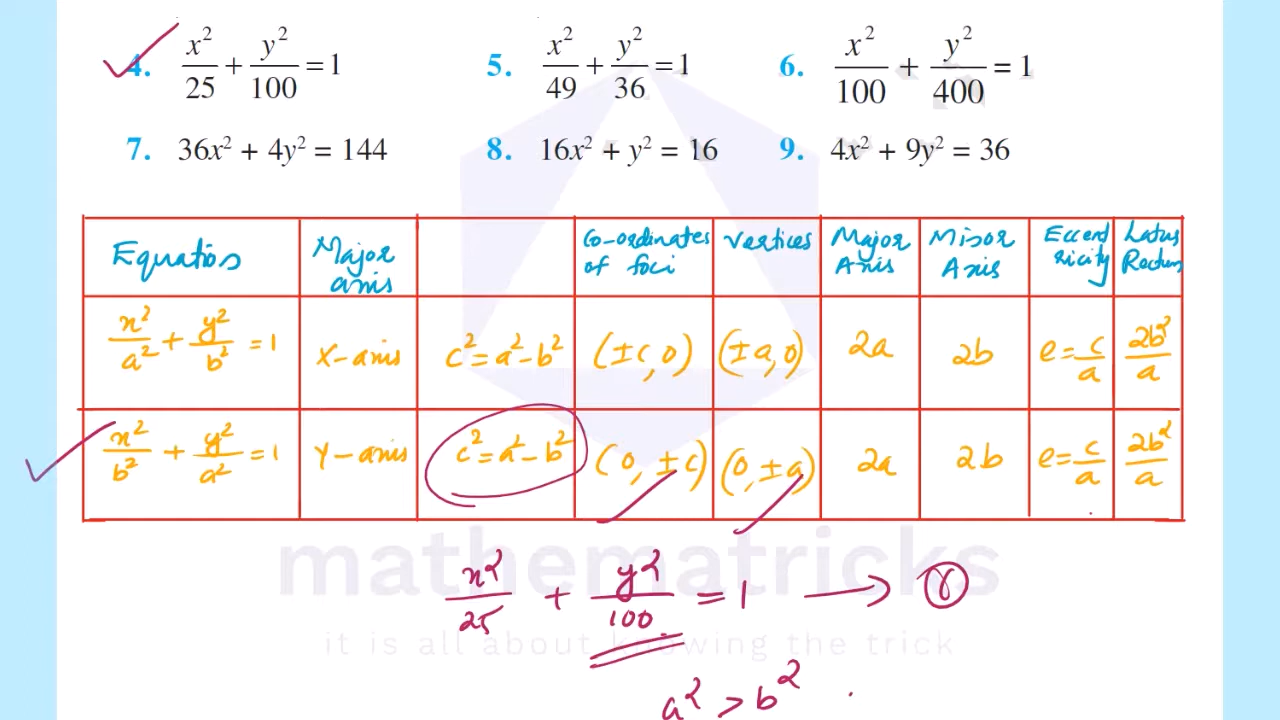 4. x²/25 + y²/100 = 1 5. x²/49 + y²/36 = 1 6. x²/100 + y²/400 = 1
7. 36x² + 4y² = 144 8. 16x² + y² = 16 9. 4x² + 9y² = 36
Equation Major axis Co-ordinates of foci Vertices Major Axis Minor Axis Eccentricity Latus Rectum
x²/a² + y²/b² = 1 X-axis c² = a² - b² (±c, 0) (±a, 0) 2a 2b e = c/a 2b²/a
x²/b² + y²/a² = 1 Y-axis c² = a² - b² (0, ±c) (0, ±a) 2a 2b e = c/a 2b²/a
mathematricks
x²/25 + y²/100 = 1 →
it is all about knowing the trick
a² > b²